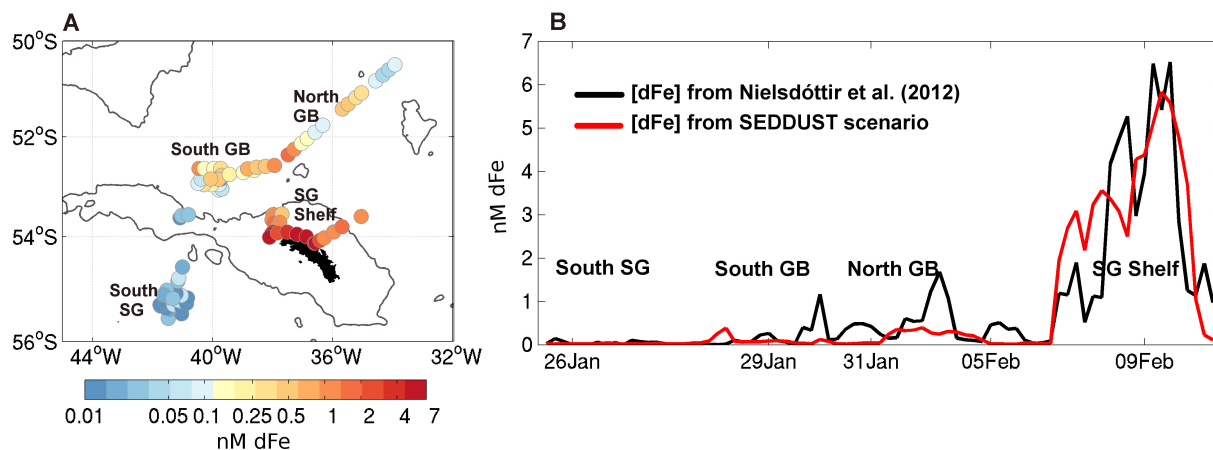 A
50°S
52°S
54°S
56°S
44°W
40°W
36°W
32°W
North
GB
South GB
SG
Shelf
South
SG
0.01
0.05
0.1
0.25
0.5
1
2
4
7
nM dFe
B
7
6
5
4
3
2
1
0
nM dFe
[dFe] from Nielsdóttir et al. (2012)
[dFe] from SEDDUST scenario
South SG
South GB
North GB
SG Shelf
26Jan
29Jan
31Jan
05Feb
09Feb